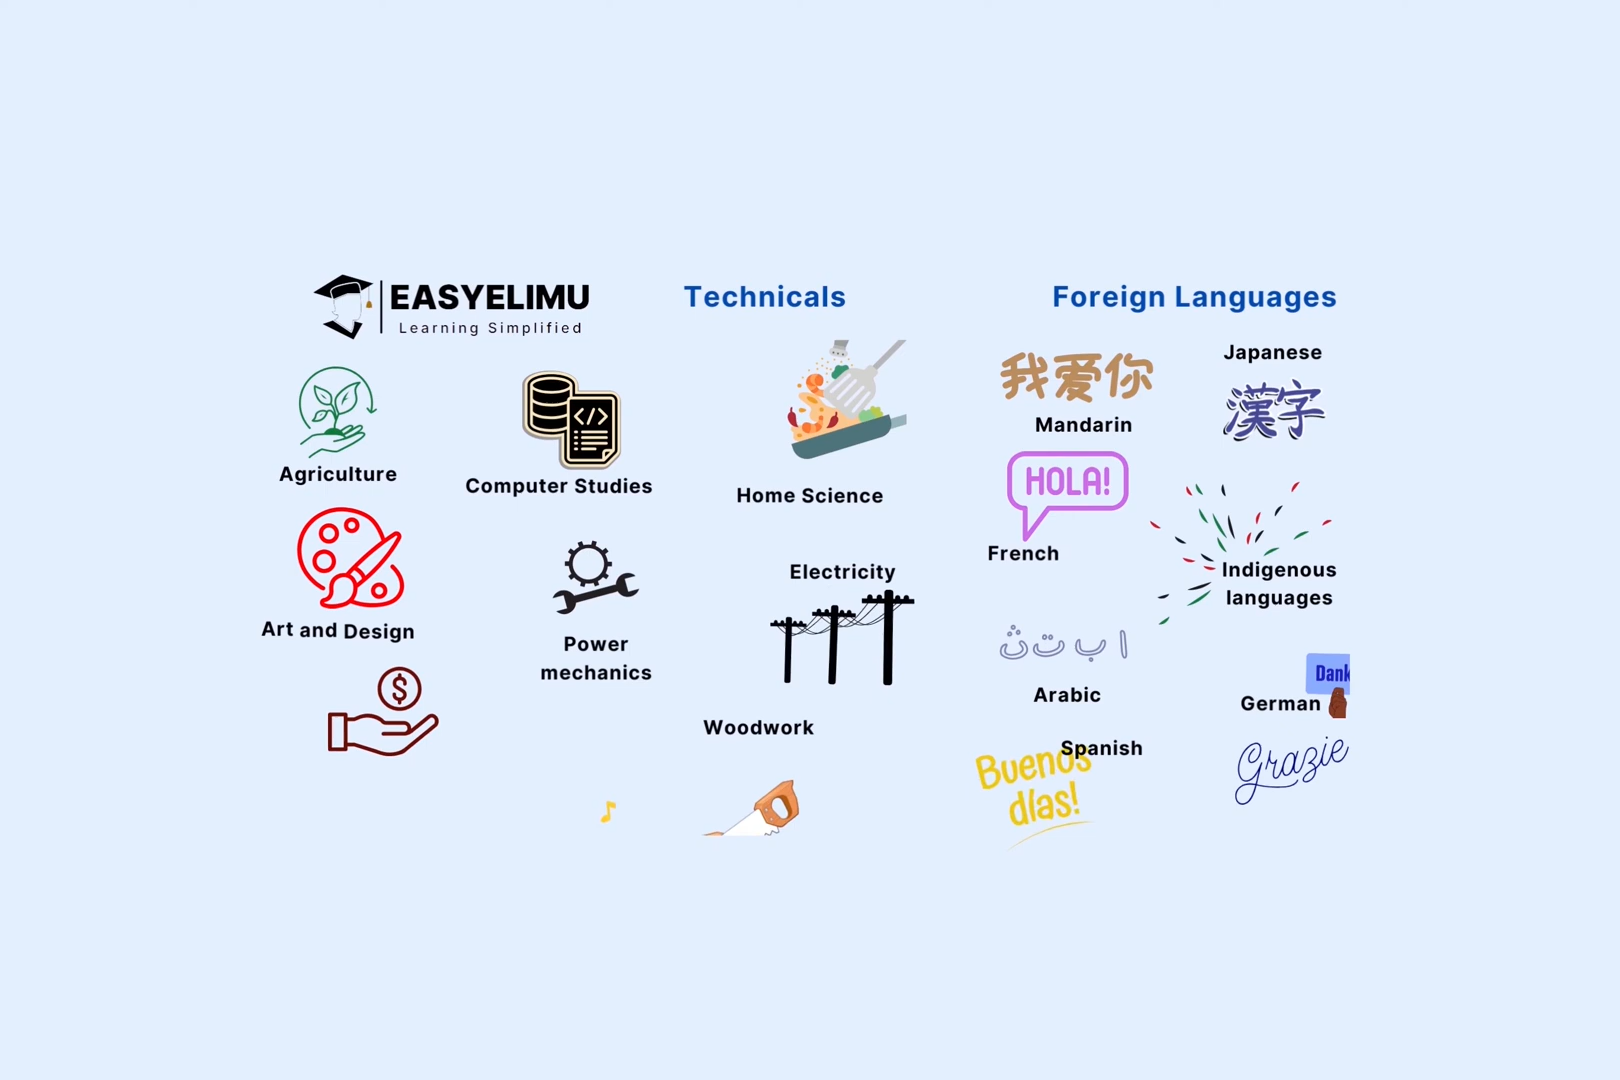 EASYELIMU
Learning Simplified
Technicals
Foreign Languages
Agriculture
Computer Studies
Home Science
Art and Design
Power
mechanics
Electricity
Woodwork
$
</>
我爱你
Mandarin
Japanese
漢字
HOLA!
French
Indigenous
languages
ا ب ت ث
Arabic
Dank
German
Spanish
Buenos
días!
Grazie